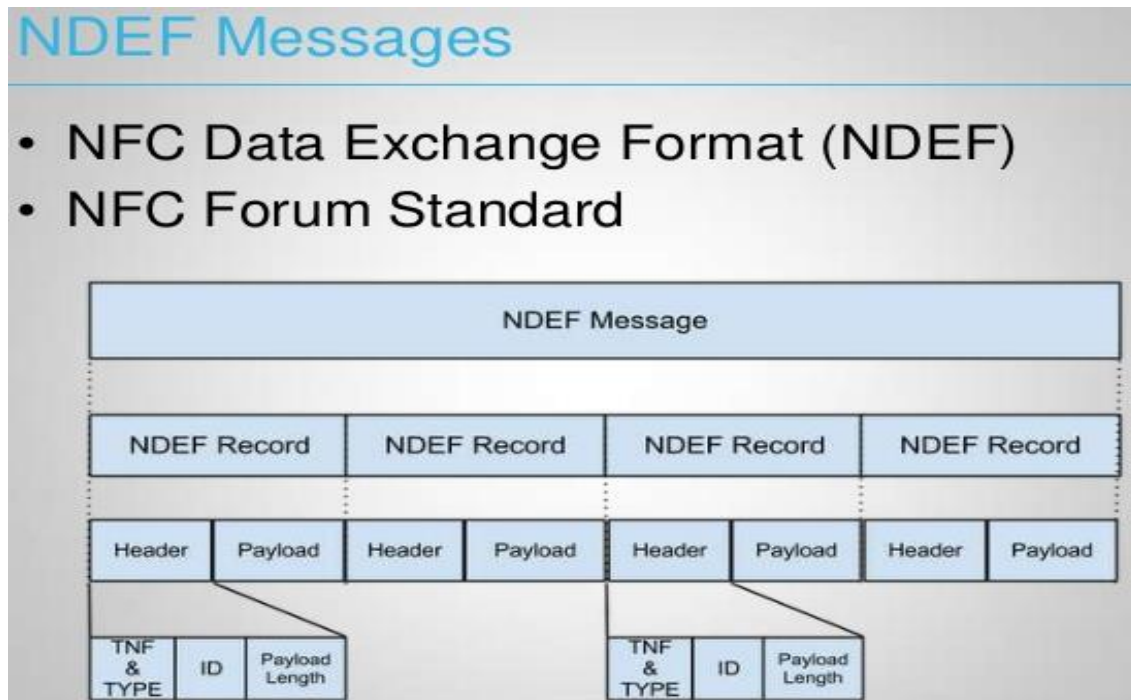 NDEF Messages
• NFC Data Exchange Format (NDEF)
• NFC Forum Standard
NDEF Message
NDEF Record NDEF Record NDEF Record NDEF Record
Header Payload Header Payload Header Payload Header Payload
TNF
&
TYPE
ID
Payload
Length
TNF
&
TYPE
ID
Payload
Length